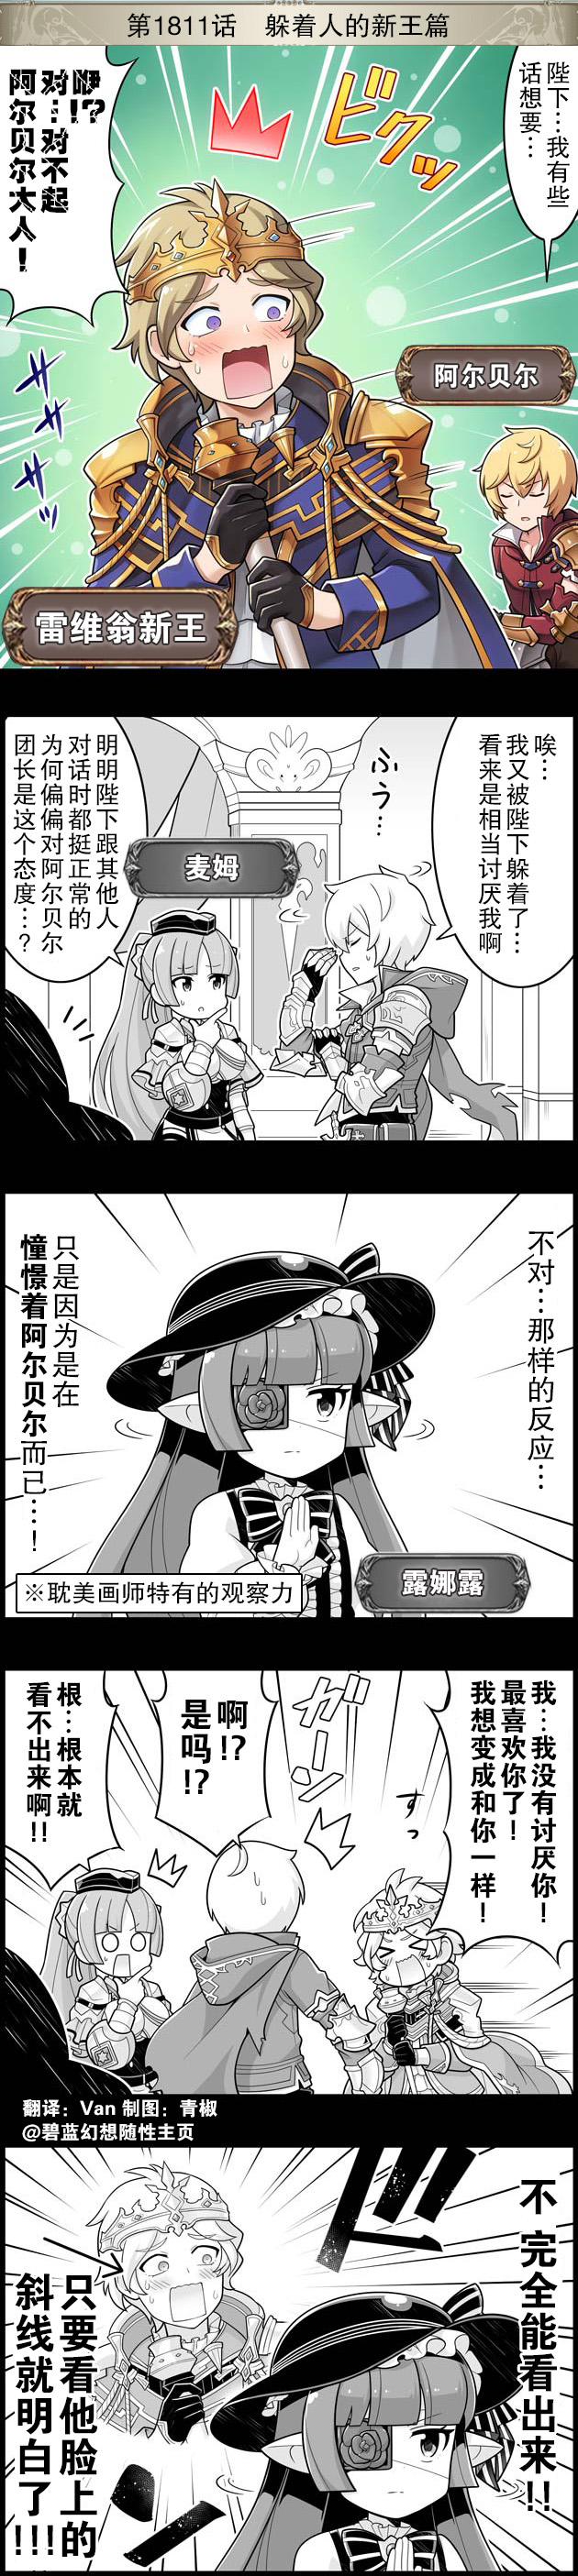 第1811话　躲着人的新王篇
陛下…我有些
话想要…
ビクッ
咿!?
对…对不起
阿尔贝尔大人！
阿尔贝尔
ササササッ
雷维翁新王
唉…
我又被陛下躲着了…
看来是相当讨厌我啊
ふぅ…
麦姆
明明陛下跟其他人
对话时都挺正常的
为何偏偏对阿尔贝尔
团长是这个态度…?
不对…那样的反应…
只是因为是在
憧憬着阿尔贝尔而已…！
※耽美画师特有的观察力
露娜露
我…我没有讨厌你！
最喜欢你了！
我想变成和你一样！
すっ
ガーン
啊!?
是吗!?
根…根本就
看不出来啊!!
翻译：Van 制图：青椒
@碧蓝幻想随性主页
不 完全能看出来!!
ドン
只要看他脸上的
斜线就明白了!!!